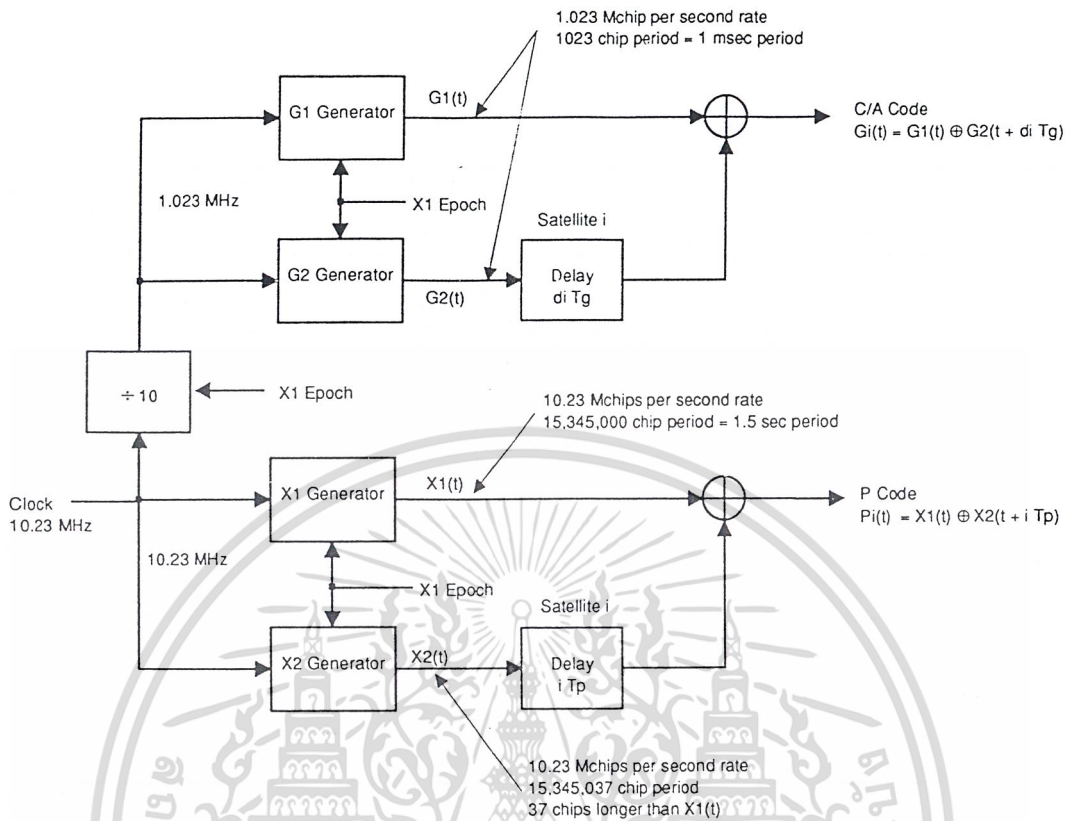 1.023 Mchip per second rate
1023 chip period = 1 msec period
G1 Generator
G1(t)
C/A Code
Gi(t) = G1(t) ⊕ G2(t + di Tg)
1.023 MHz
X1 Epoch
Satellite i
G2 Generator
G2(t)
Delay
di Tg
÷ 10
X1 Epoch
10.23 Mchips per second rate
15,345,000 chip period = 1.5 sec period
Clock
10.23 MHz
X1 Generator
X1(t)
P Code
Pi(t) = X1(t) ⊕ X2(t + i Tp)
10.23 MHz
X1 Epoch
Satellite i
X2 Generator
X2(t)
Delay
i Tp
10.23 Mchips per second rate
15,345,037 chip period
37 chips longer than X1(t)